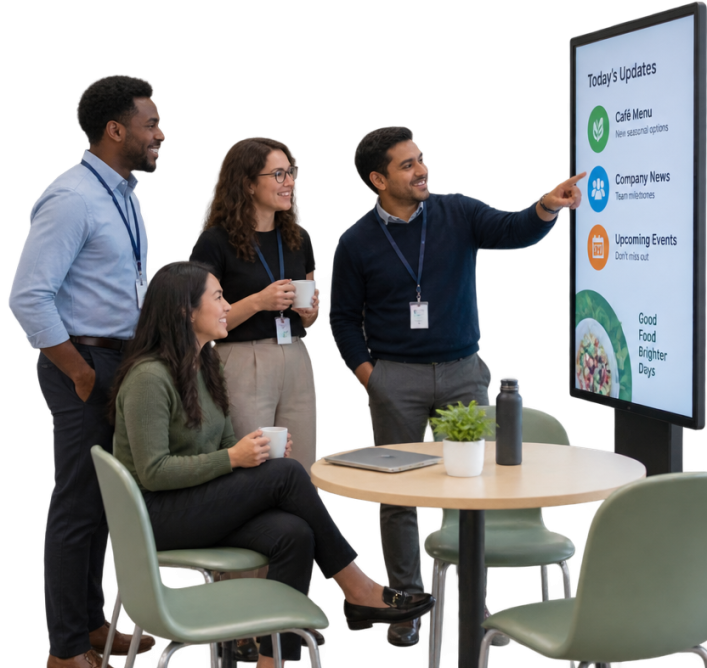 Today's Updates
Café Menu
New seasonal options
Company News
Team milestones
Upcoming Events
Don't miss out
Good
Food
Brighter
Days